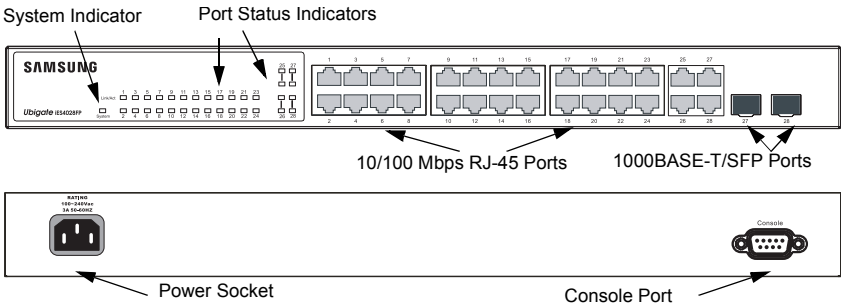 System Indicator
Port Status Indicators
SAMSUNG
25 27
1 3 5 7 9 11 13 15 17 19 21 23
Link/Act
System
2 4 6 8 10 12 14 16 18 20 22 24
26 28
Ubigate iES4028FP
1 3 5 7
9 11 13 15
17 19 21 23
25 27
2 4 6 8
10 12 14 16
18 20 22 24
26 28
27 28
10/100 Mbps RJ-45 Ports
1000BASE-T/SFP Ports
RATING
100-240Vac
3A 50-60HZ
Console
Power Socket
Console Port